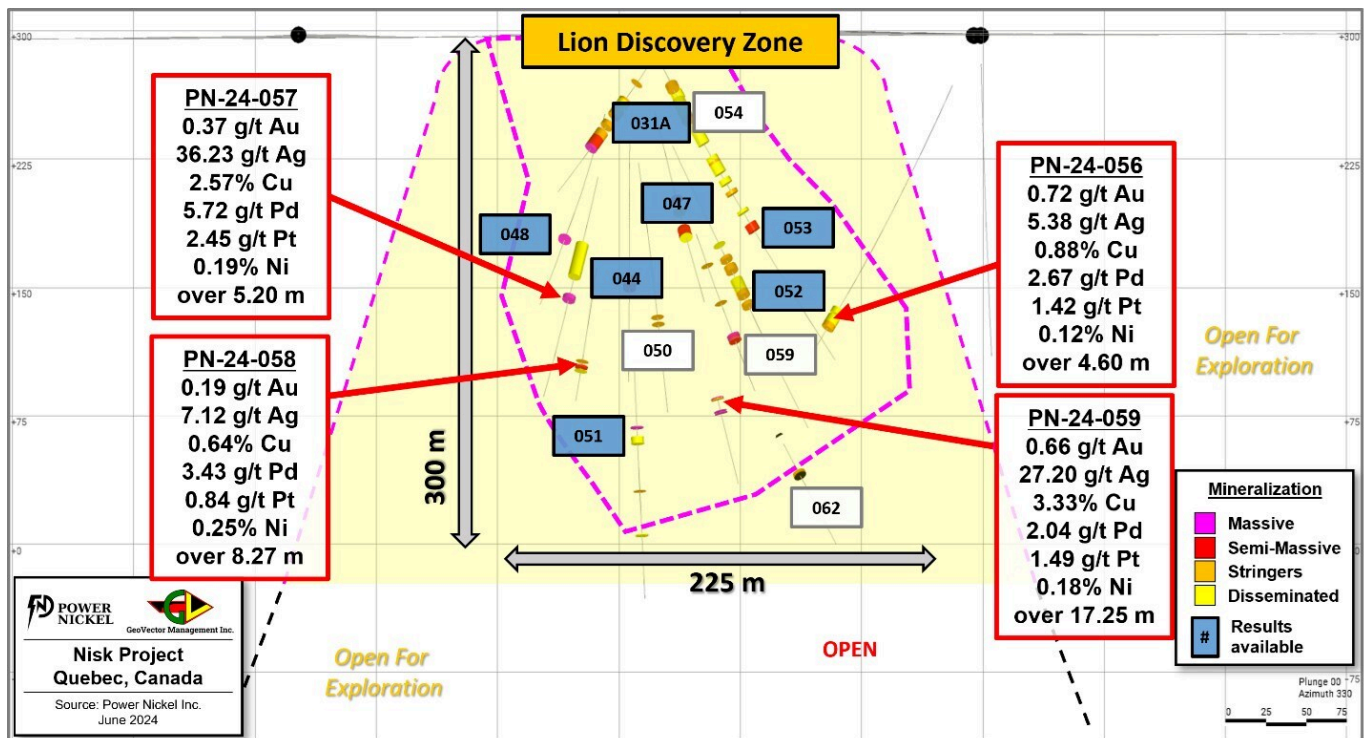 Lion Discovery Zone
+300
+300
PN-24-057
0.37 g/t Au
36.23 g/t Ag
2.57% Cu
5.72 g/t Pd
2.45 g/t Pt
0.19% Ni
over 5.20 m
031A
054
+225
+225
PN-24-056
0.72 g/t Au
5.38 g/t Ag
0.88% Cu
2.67 g/t Pd
1.42 g/t Pt
0.12% Ni
over 4.60 m
047
048
053
044
052
+150
+150
050
059
Open For
Exploration
PN-24-058
0.19 g/t Au
7.12 g/t Ag
0.64% Cu
3.43 g/t Pd
0.84 g/t Pt
0.25% Ni
over 8.27 m
051
+75
+75
300 m
062
PN-24-059
0.66 g/t Au
27.20 g/t Ag
3.33% Cu
2.04 g/t Pd
1.49 g/t Pt
0.18% Ni
over 17.25 m
Mineralization
Massive
Semi-Massive
Stringers
Disseminated
# Results
available
+0
225 m
POWER
NICKEL
GeoVector Management Inc.
Nisk Project
Quebec, Canada
Source: Power Nickel Inc.
June 2024
Open For
Exploration
OPEN
-75
Plunge 00
Azimuth 330
0 25 50 75